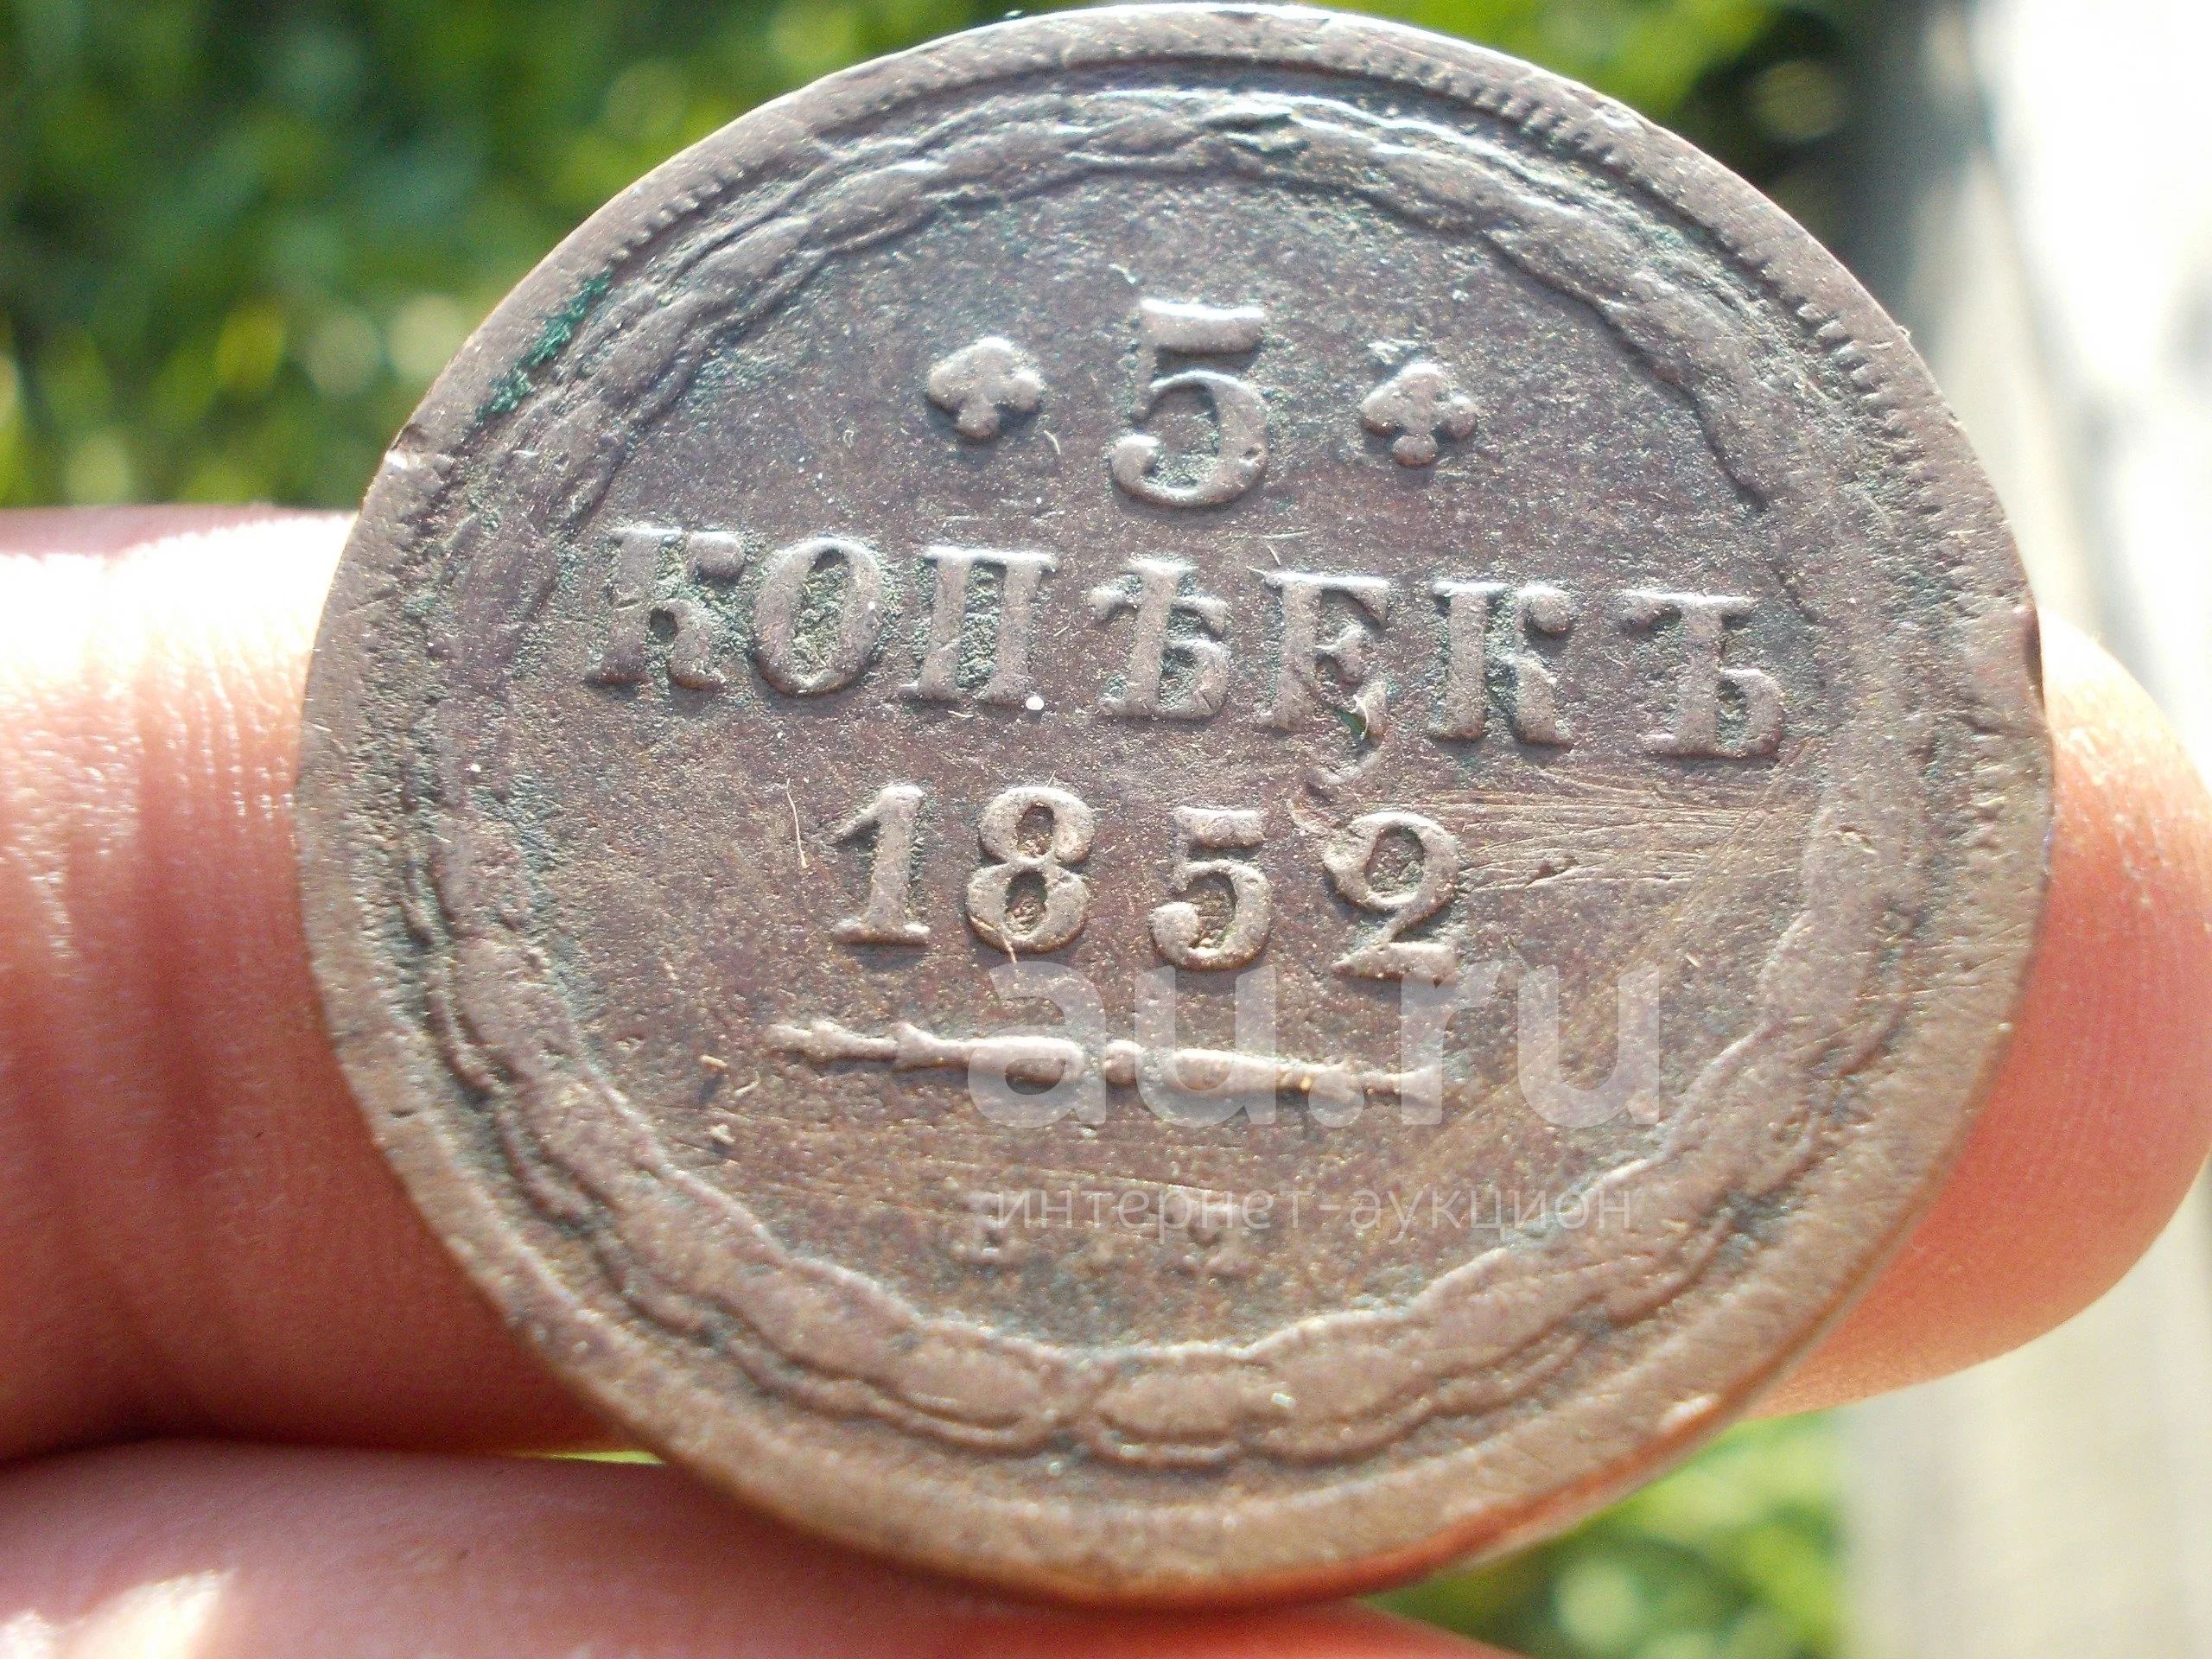 5
КОПѢЕКЪ
1852
au.ru
интернет-аукцион
Е М